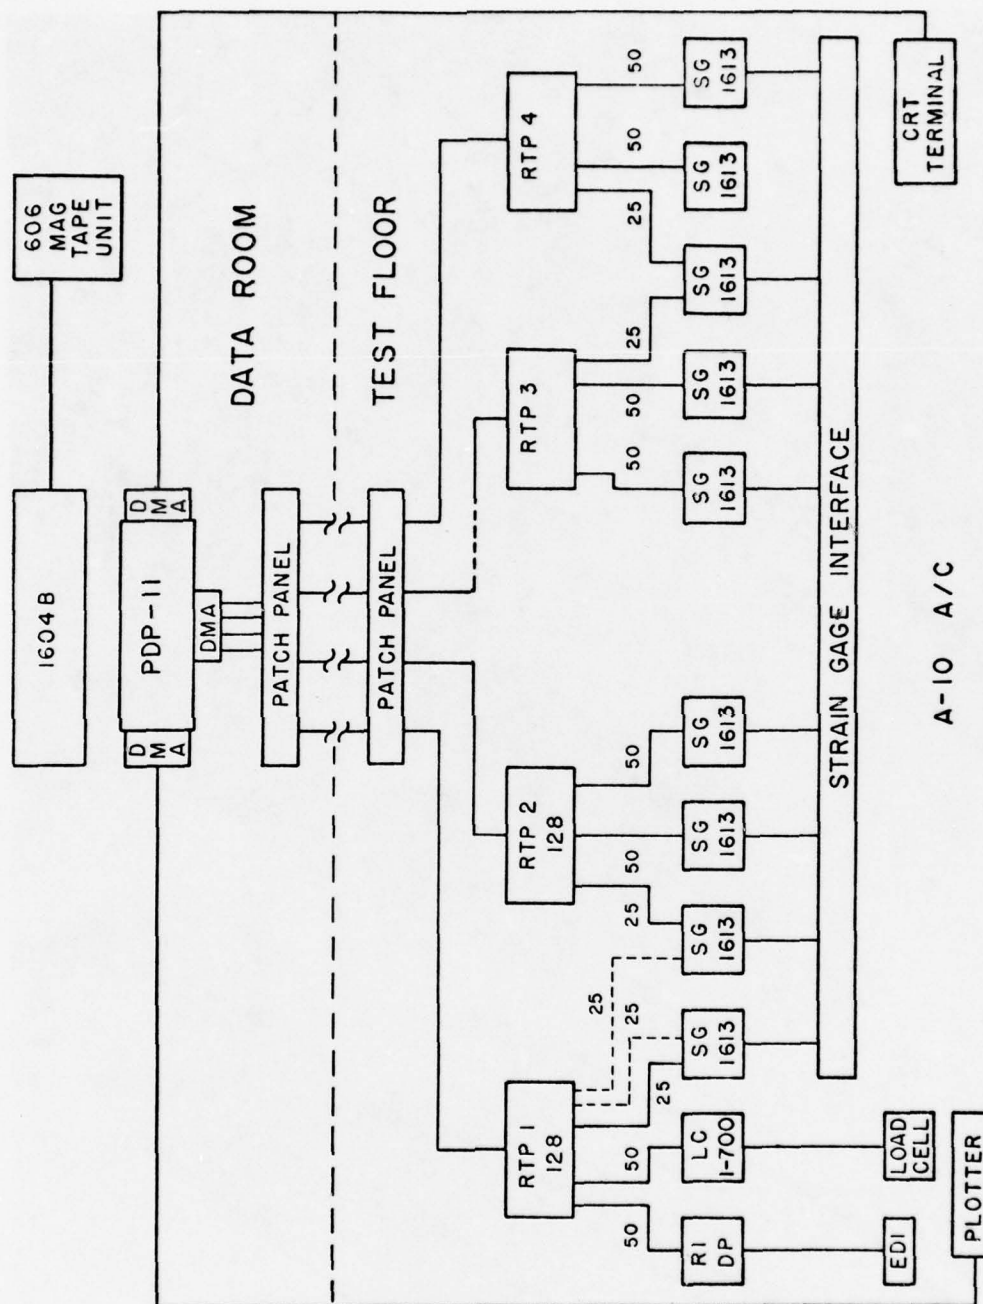 1604 B
606
MAG
TAPE
UNIT
D
M
A
PDP-11
D
M
A
DMA
PATCH PANEL
DATA ROOM
TEST FLOOR
PATCH PANEL
RTP 1
128
RTP 2
128
RTP 3
RTP 4
50
50
25
25
25
25
50
50
50
50
25
25
50
50
RI
DP
LC
1-700
SG
1613
SG
1613
SG
1613
SG
1613
SG
1613
SG
1613
SG
1613
SG
1613
SG
1613
STRAIN GAGE INTERFACE
EDI
LOAD
CELL
PLOTTER
CRT
TERMINAL
A-10 A/C